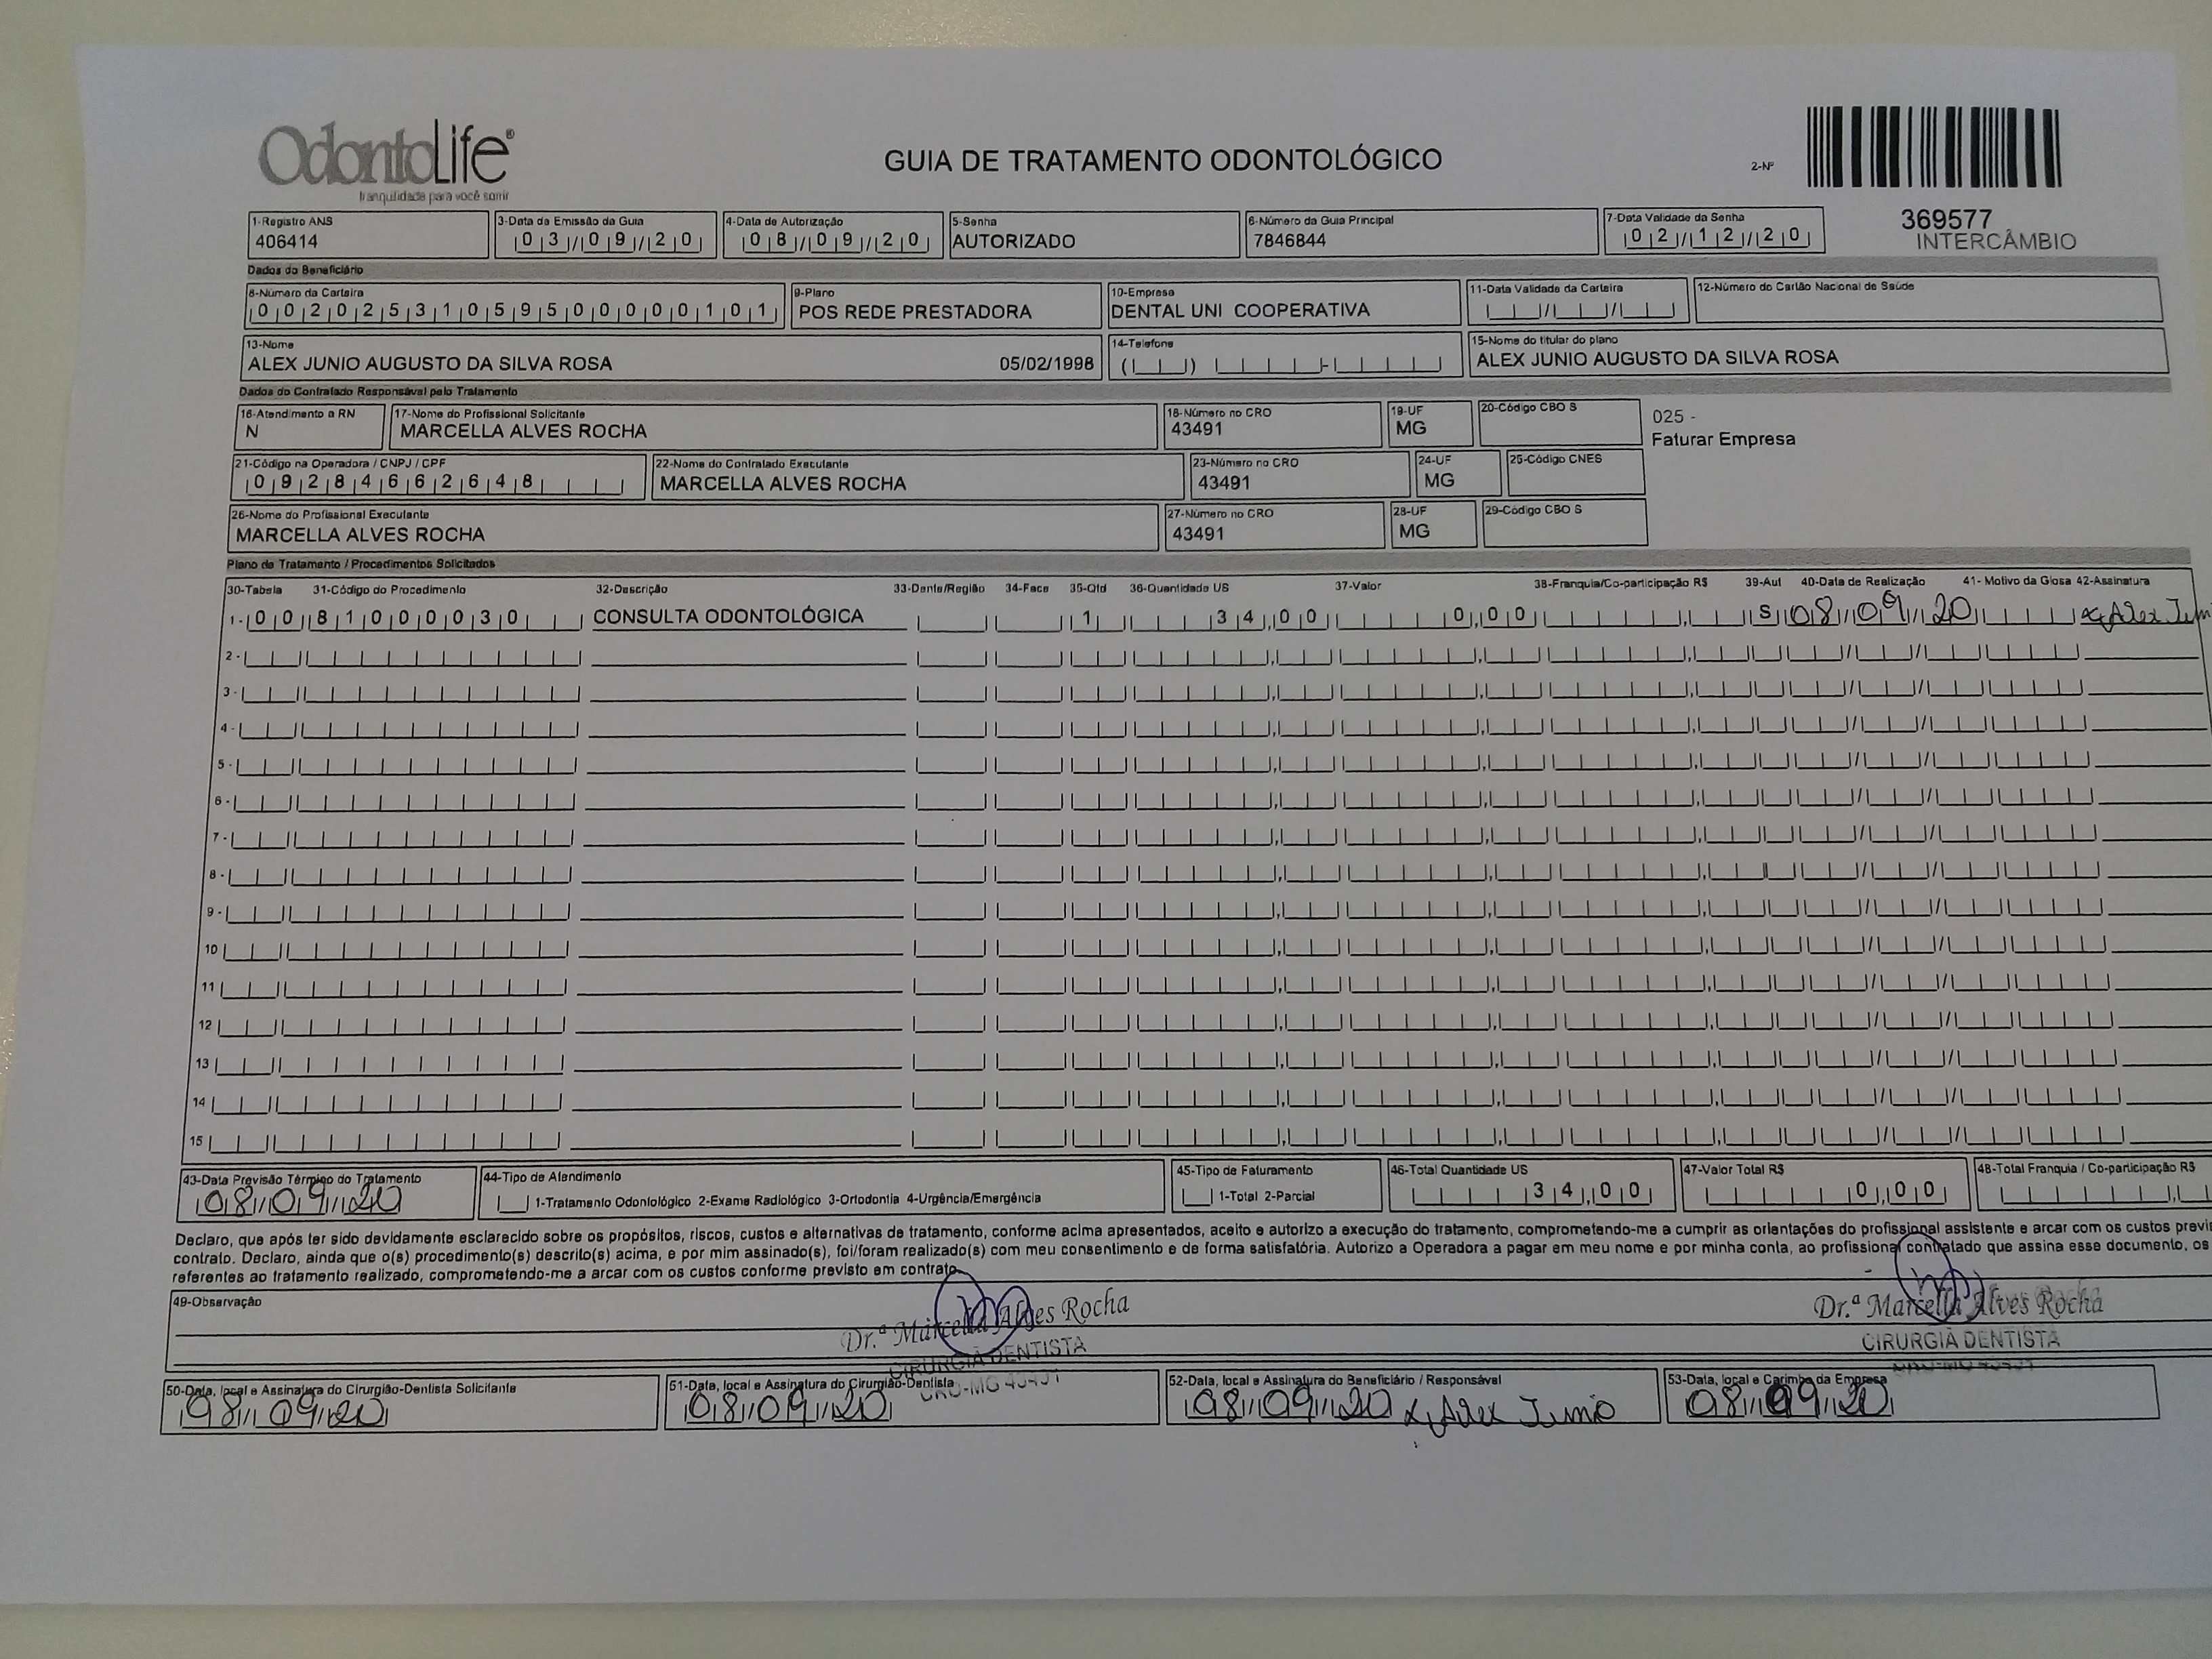 OdontoLife®
tranquilidade para você sorrir
GUIA DE TRATAMENTO ODONTOLÓGICO
2-Nº
369577
INTERCÂMBIO
1-Registro ANS
406414
3-Data da Emissão da Guia
03/09/20
4-Data de Autorização
08/09/20
5-Senha
AUTORIZADO
6-Número da Guia Principal
7846844
7-Data Validade da Senha
02/12/20
Dados do Beneficiário
8-Número da Carteira
00202531059500000101
9-Plano
POS REDE PRESTADORA
10-Empresa
DENTAL UNI COOPERATIVA
11-Data Validade da Carteira
12-Número do Cartão Nacional de Saúde
13-Nome
ALEX JUNIO AUGUSTO DA SILVA ROSA 05/02/1998
14-Telefone
15-Nome do titular do plano
ALEX JUNIO AUGUSTO DA SILVA ROSA
Dados do Contratado Responsável pelo Tratamento
16-Atendimento a RN
N
17-Nome do Profissional Solicitante
MARCELLA ALVES ROCHA
18-Número no CRO
43491
19-UF
MG
20-Código CBO S
025 -
Faturar Empresa
21-Código na Operadora / CNPJ / CPF
09284662648
22-Nome do Contratado Executante
MARCELLA ALVES ROCHA
23-Número no CRO
43491
24-UF
MG
25-Código CNES
26-Nome do Profissional Executante
MARCELLA ALVES ROCHA
27-Número no CRO
43491
28-UF
MG
29-Código CBO S
Plano de Tratamento / Procedimentos Solicitados
30-Tabela 31-Código do Procedimento 32-Descrição 33-Dente/Região 34-Face 35-Qtd 36-Quantidade US 37-Valor 38-Franquia/Co-participação R$ 39-Aut 40-Data de Realização 41- Motivo da Glosa 42-Assinatura
1- 00 81000030 CONSULTA ODONTOLÓGICA 1 34,00 0,00 S 08/09/20 x Alex Juni
2-
3-
4-
5-
6-
7-
8-
9-
10
11
12
13
14
15
43-Data Previsão Término do Tratamento
08/09/20
44-Tipo de Atendimento
1-Tratamento Odontológico 2-Exame Radiológico 3-Ortodontia 4-Urgência/Emergência
45-Tipo de Faturamento
1-Total 2-Parcial
46-Total Quantidade US
34,00
47-Valor Total R$
0,00
48-Total Franquia / Co-participação R$
Declaro, que após ter sido devidamente esclarecido sobre os propósitos, riscos, custos e alternativas de tratamento, conforme acima apresentados, aceito e autorizo a execução do tratamento, comprometendo-me a cumprir as orientações do profissional assistente e arcar com os custos previs
contrato. Declaro, ainda que o(s) procedimento(s) descrito(s) acima, e por mim assinado(s), foi/foram realizado(s) com meu consentimento e de forma satisfatória. Autorizo a Operadora a pagar em meu nome e por minha conta, ao profissional contratado que assina esse documento, os
referentes ao tratamento realizado, comprometendo-me a arcar com os custos conforme previsto em contrato.
49-Observação
Dr.ª Marcella Alves Rocha
CIRURGIÃ DENTISTA
CRO-MG 43491
Dr.ª Marcella Alves Rocha
CIRURGIÃ DENTISTA
CRO-MG 43491
50-Data, local e Assinatura do Cirurgião-Dentista Solicitante
08/09/20
51-Data, local e Assinatura do Cirurgião-Dentista
08/09/20
52-Data, local e Assinatura do Beneficiário / Responsável
08/09/20 x Alex Junio
53-Data, local e Carimbo da Empresa
08/09/20